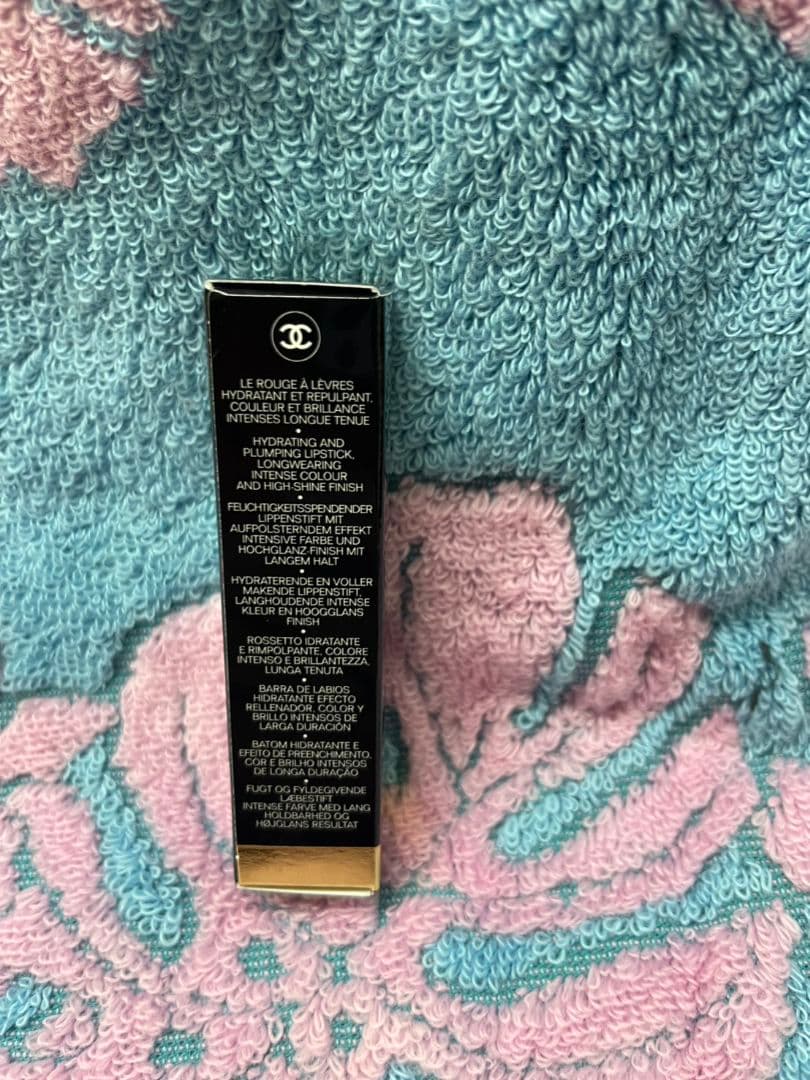 LE ROUGE À LÈVRES
HYDRATANT ET REPULPANT,
COULEUR ET BRILLANCE
INTENSES LONGUE TENUE
•
HYDRATING AND
PLUMPING LIPSTICK,
LONGWEARING
INTENSE COLOUR
AND HIGH-SHINE FINISH
•
FEUCHTIGKEITSSPENDENDER
LIPPENSTIFT MIT
AUFPOLSTERNDEM EFFEKT
INTENSIVE FARBE UND
HOCHGLANZ-FINISH MIT
LANGEM HALT
•
HYDRATERENDE EN VOLLER
MAKENDE LIPPENSTIFT,
LANGHOUDENDE INTENSE
KLEUR EN HOOGGLANS
FINISH
•
ROSSETTO IDRATANTE
E RIMPOLPANTE, COLORE
INTENSO E BRILLANTEZZA,
LUNGA TENUTA
•
BARRA DE LABIOS
HIDRATANTE EFECTO
RELLENADOR, COLOR Y
BRILLO INTENSOS DE
LARGA DURACIÓN
•
BATOM HIDRATANTE E
EFEITO DE PREENCHIMENTO,
COR E BRILHO INTENSOS
DE LONGA DURAÇÃO
•
FUGT OG FYLDEGIVENDE
LÆBESTIFT
INTENSE FARVE MED LANG
HOLDBARHED OG
HØJGLANS RESULTAT